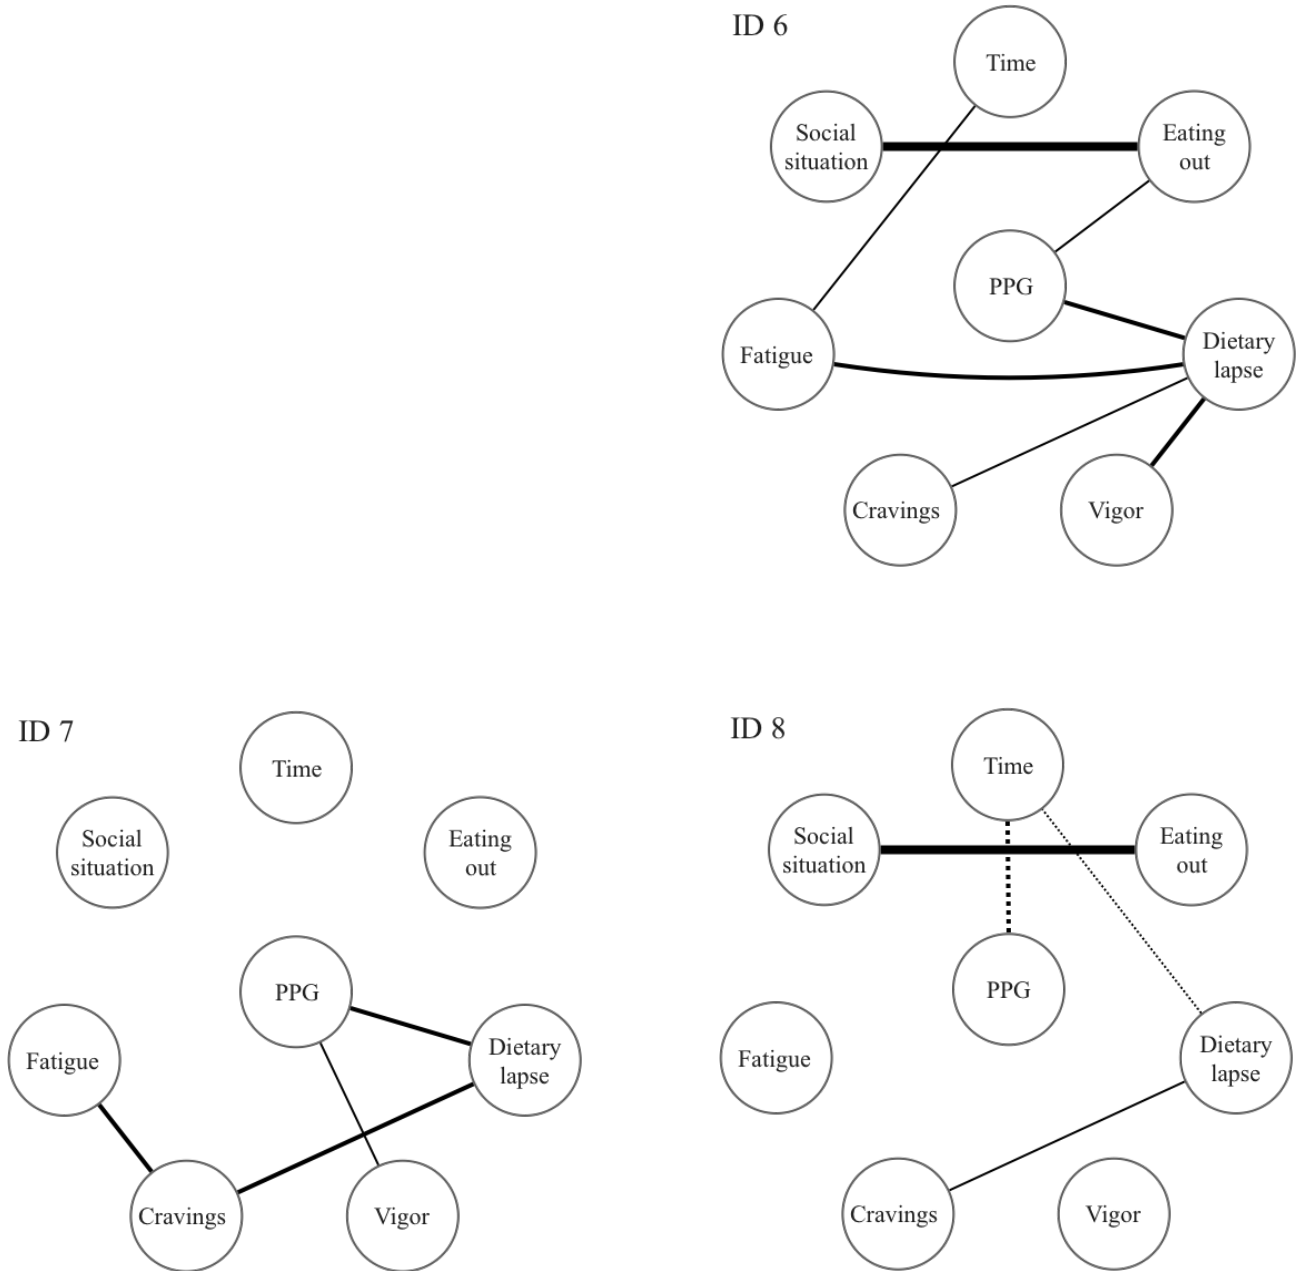 ID 6
Time
Social
situation
Eating
out
PPG
Fatigue
Dietary
lapse
Cravings
Vigor
ID 7
Time
Social
situation
Eating
out
PPG
Fatigue
Dietary
lapse
Cravings
Vigor
ID 8
Time
Social
situation
Eating
out
PPG
Fatigue
Dietary
lapse
Cravings
Vigor